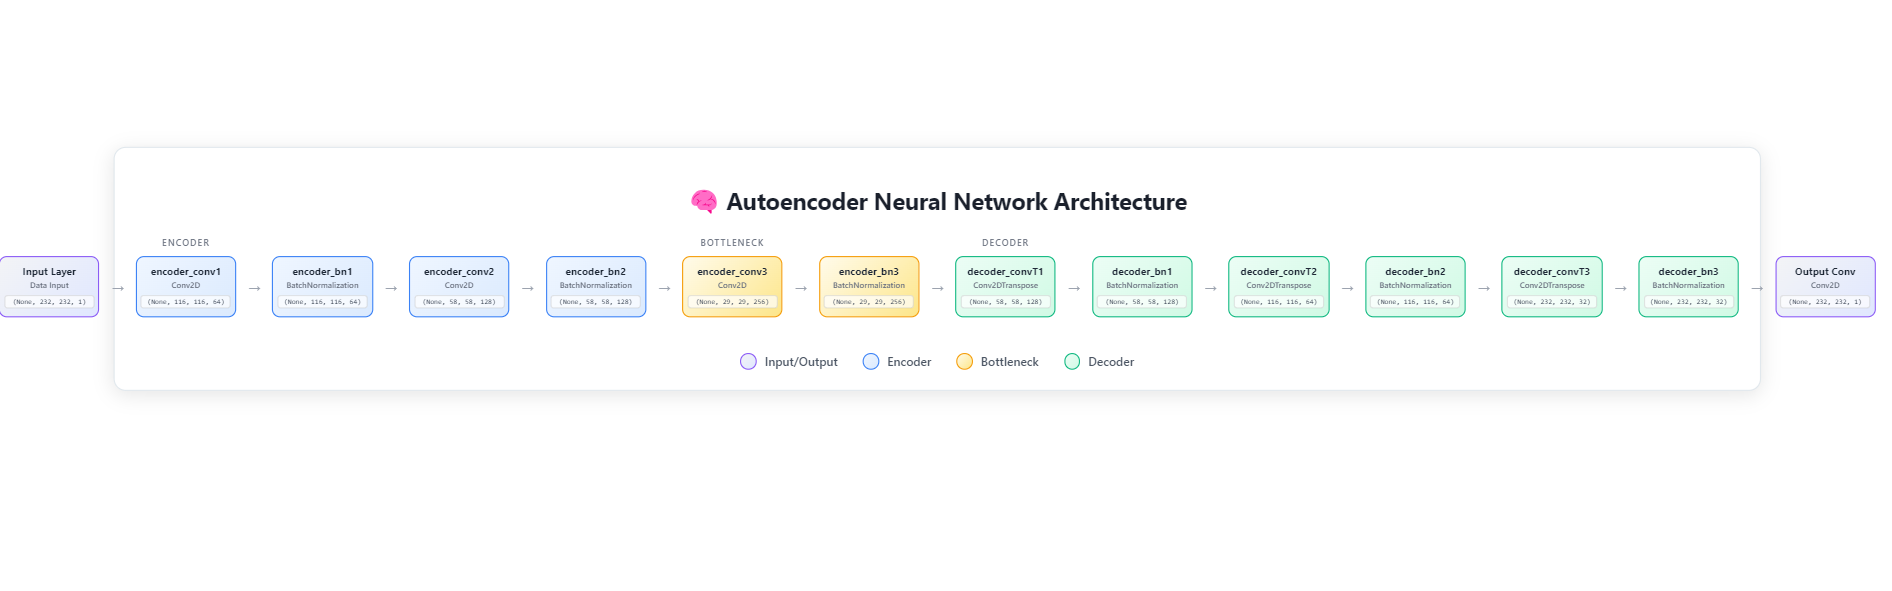 Autoencoder Neural Network Architecture
ENCODER
BOTTLENECK
DECODER
Input Layer
Data Input
(None, 232, 232, 1)
→
encoder_conv1
Conv2D
(None, 116, 116, 64)
→
encoder_bn1
BatchNormalization
(None, 116, 116, 64)
→
encoder_conv2
Conv2D
(None, 58, 58, 128)
→
encoder_bn2
BatchNormalization
(None, 58, 58, 128)
→
encoder_conv3
Conv2D
(None, 29, 29, 256)
→
encoder_bn3
BatchNormalization
(None, 29, 29, 256)
→
decoder_convT1
Conv2DTranspose
(None, 58, 58, 128)
→
decoder_bn1
BatchNormalization
(None, 58, 58, 128)
→
decoder_convT2
Conv2DTranspose
(None, 116, 116, 64)
→
decoder_bn2
BatchNormalization
(None, 116, 116, 64)
→
decoder_convT3
Conv2DTranspose
(None, 232, 232, 32)
→
decoder_bn3
BatchNormalization
(None, 232, 232, 32)
→
Output Conv
Conv2D
(None, 232, 232, 1)
Input/Output
Encoder
Bottleneck
Decoder